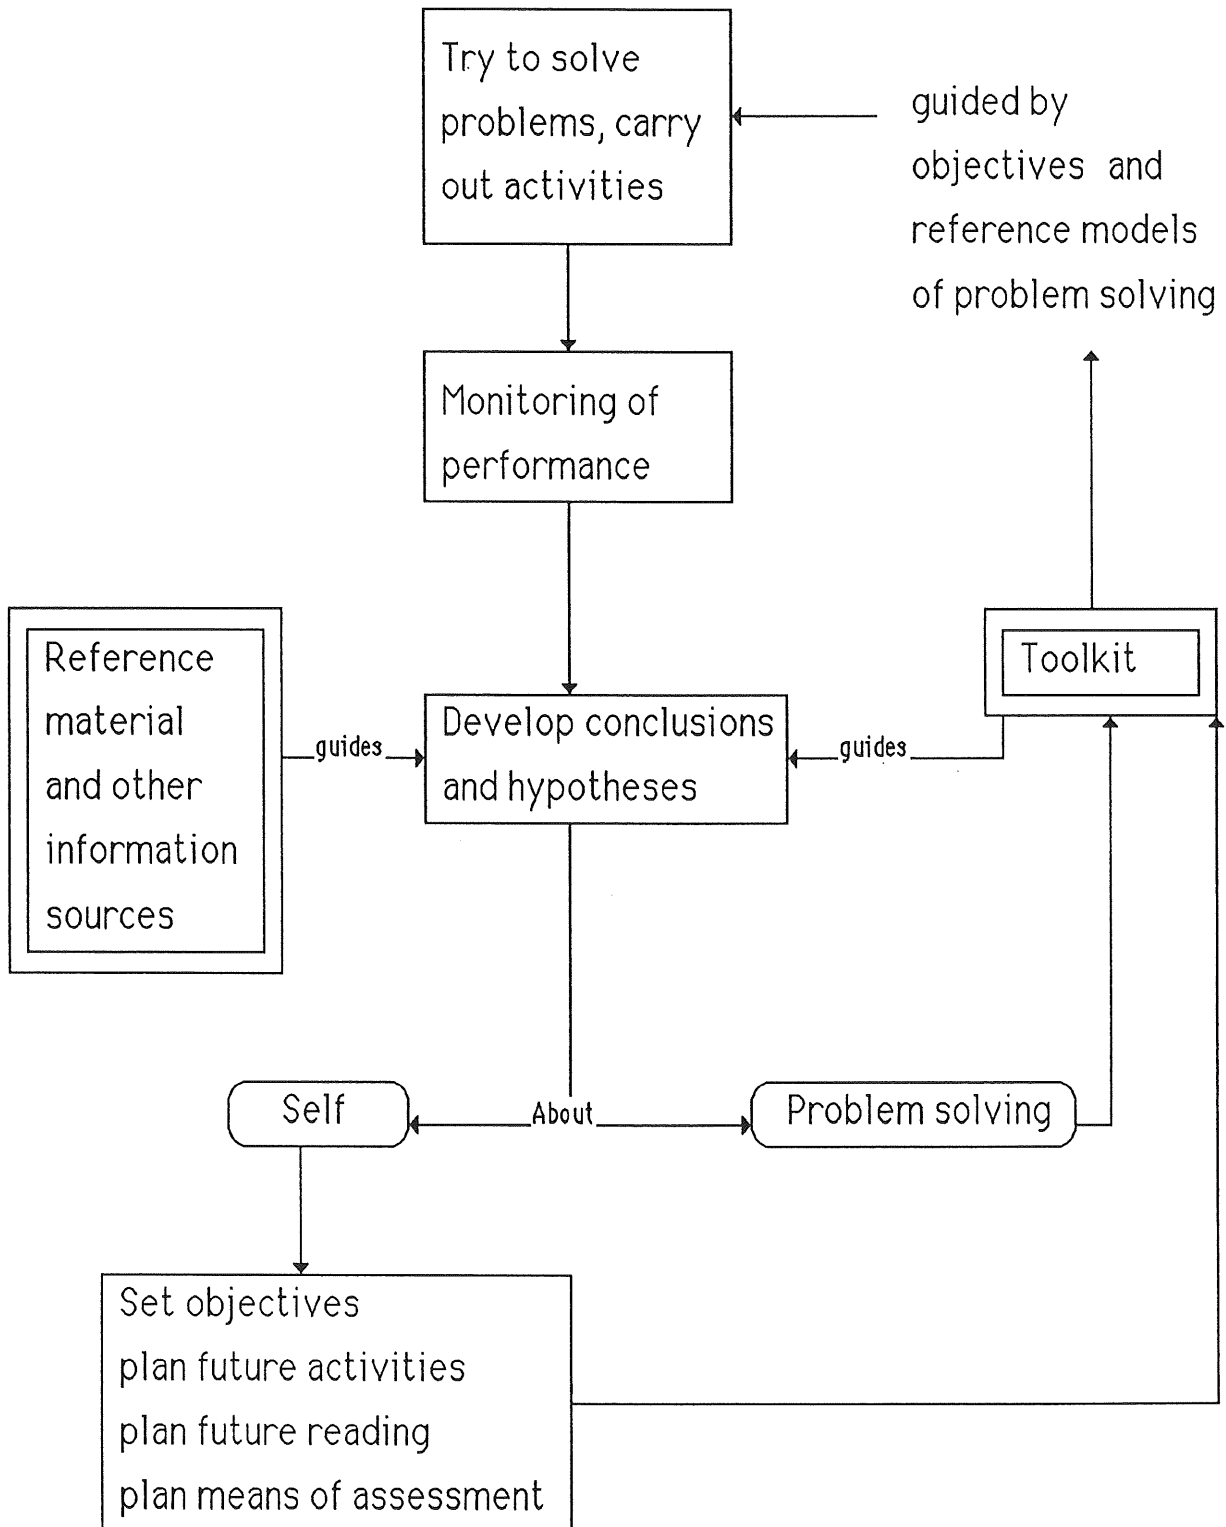 Try to solve
problems, carry
out activities
guided by
objectives and
reference models
of problem solving
Monitoring of
performance
Reference
material
and other
information
sources
guides
Develop conclusions
and hypotheses
guides
Toolkit
Self
About
Problem solving
Set objectives
plan future activities
plan future reading
plan means of assessment